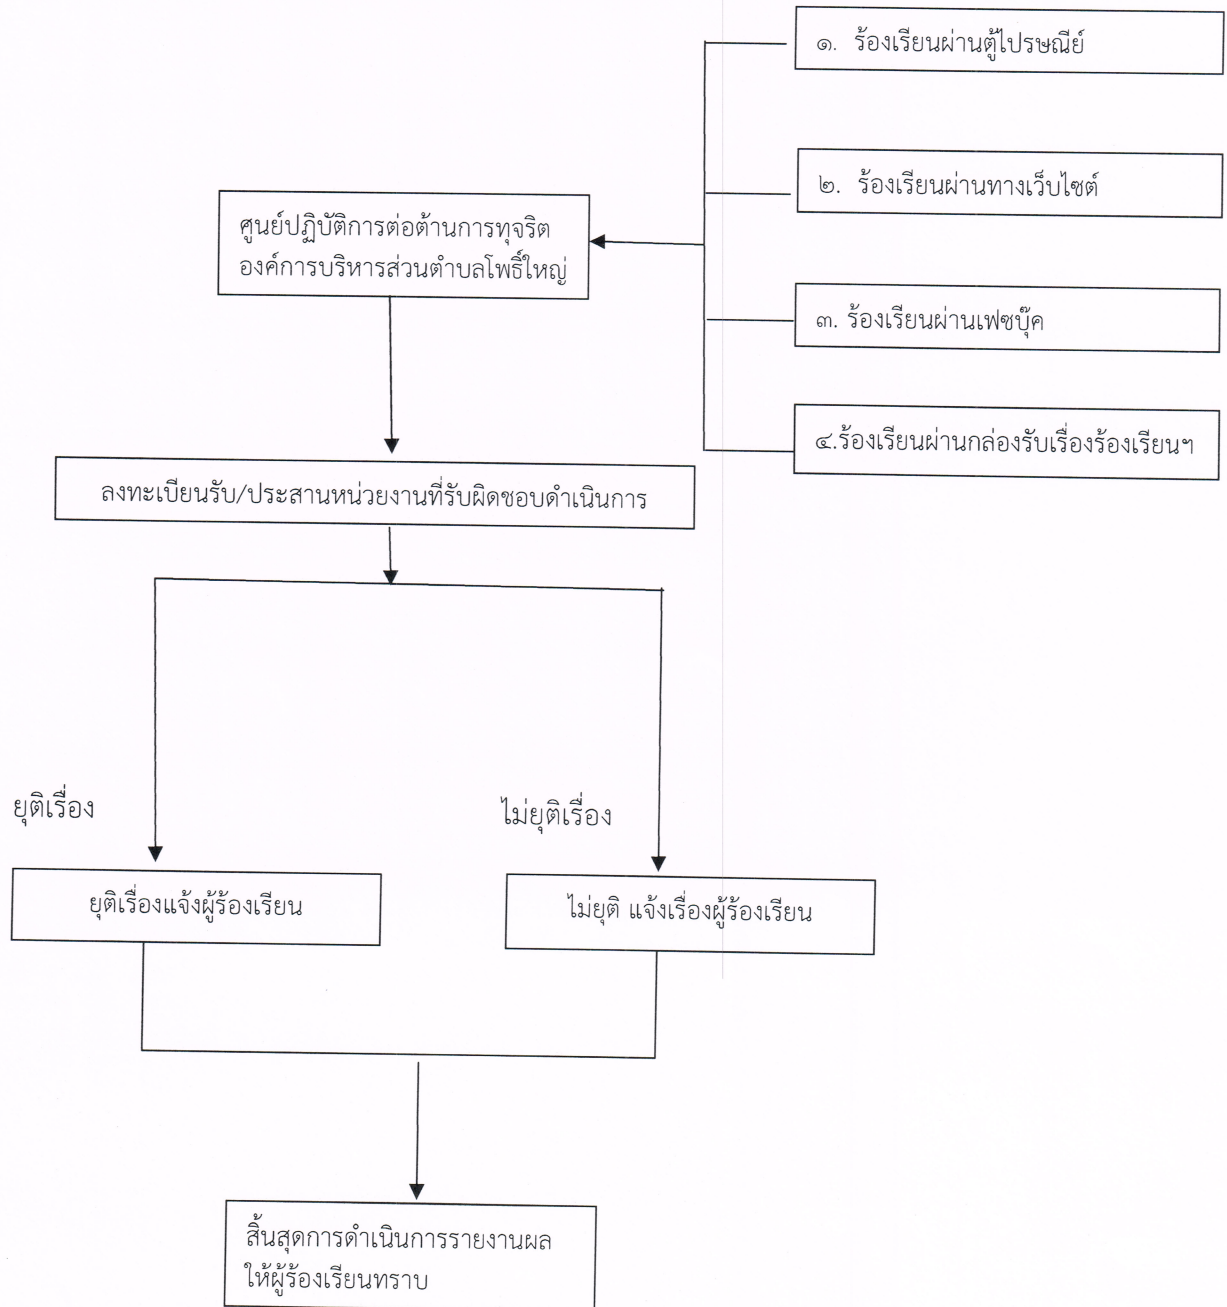 ๑. ร้องเรียนผ่านตู้ไปรษณีย์
๒. ร้องเรียนผ่านทางเว็บไซต์
ศูนย์ปฏิบัติการต่อต้านการทุจริต
องค์การบริหารส่วนตำบลโพธิ์ใหญ่
๓. ร้องเรียนผ่านเฟซบุ๊ค
๔.ร้องเรียนผ่านกล่องรับเรื่องร้องเรียนฯ
ลงทะเบียนรับ/ประสานหน่วยงานที่รับผิดชอบดำเนินการ
ยุติเรื่อง
ไม่ยุติเรื่อง
ยุติเรื่องแจ้งผู้ร้องเรียน
ไม่ยุติ แจ้งเรื่องผู้ร้องเรียน
สิ้นสุดการดำเนินการรายงานผล
ให้ผู้ร้องเรียนทราบ